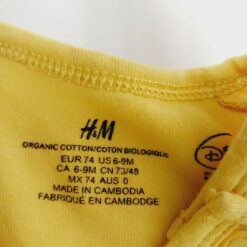 H&M
ORGANIC COTTON/COTON BIOLOGIQUE
EUR 74 US 6-9M
CA 6-9M CN 73/48
MX 74 AUS 0
MADE IN CAMBODIA
FABRIQUÉ EN CAMBODGE